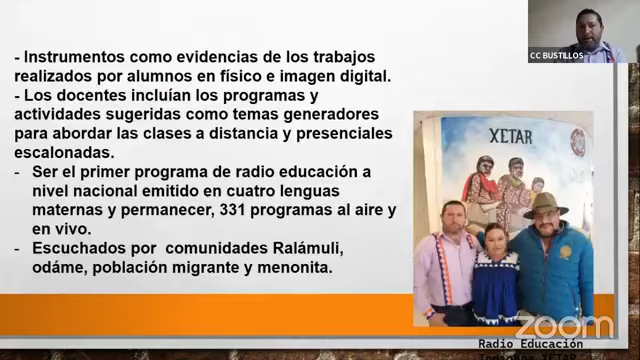 CC BUSTILLOS
- Instrumentos como evidencias de los trabajos
realizados por alumnos en físico e imagen digital.
- Los docentes incluían los programas y
actividades sugeridas como temas generadores
para abordar las clases a distancia y presenciales
escalonadas.
- Ser el primer programa de radio educación a
nivel nacional emitido en cuatro lenguas
maternas y permanecer, 331 programas al aire y
en vivo.
- Escuchados por comunidades Ralámuli,
odáme, población migrante y menonita.
XETAR
zoom
Radio Educación